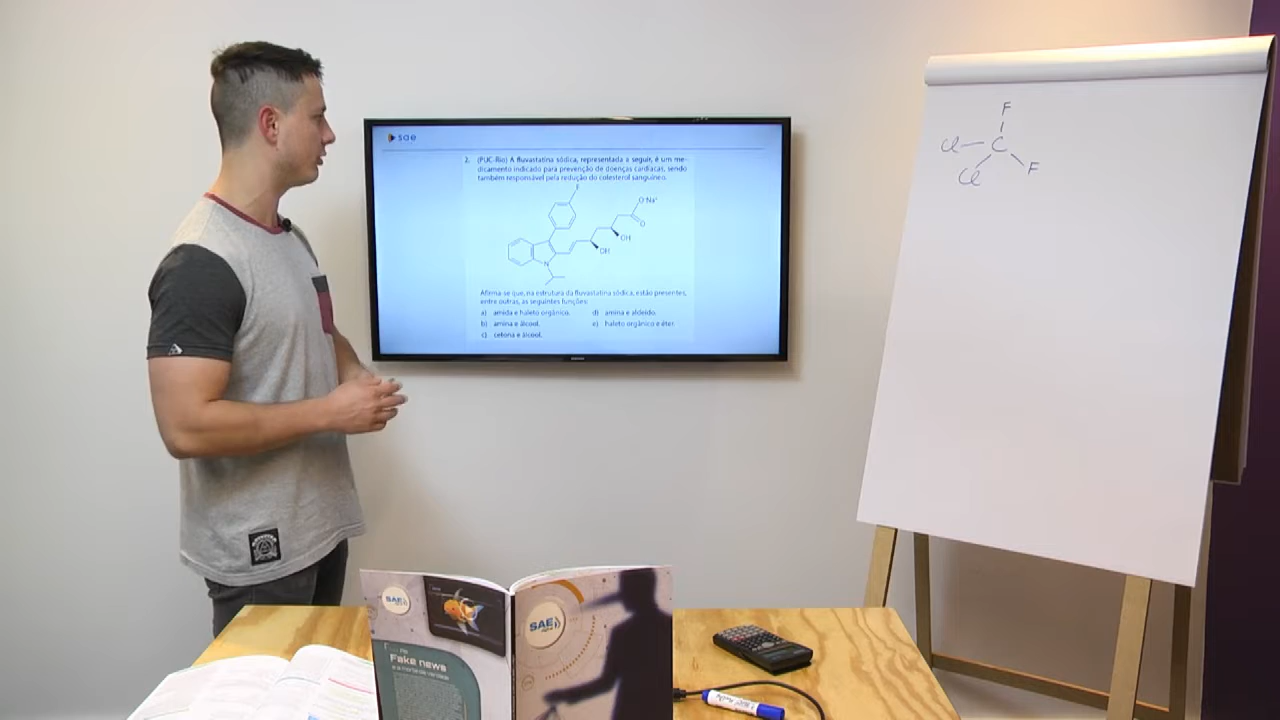 sae
2. (PUC-Rio) A fluvastatina sódica, representada a seguir, é um me-
dicamento indicado para prevenção de doenças cardíacas, sendo
também responsável pela redução do colesterol sanguíneo.
F
O⁻Na⁺
O
OH
OH
N
Afirma-se que, na estrutura da fluvastatina sódica, estão presentes,
entre outras, as seguintes funções:
a) amida e haleto orgânico.
b) amina e álcool.
c) cetona e álcool.
d) amina e aldeído.
e) haleto orgânico e éter.
F
Cl C
Cl F
SAE
Fake news
e a morte da verdade
SAE